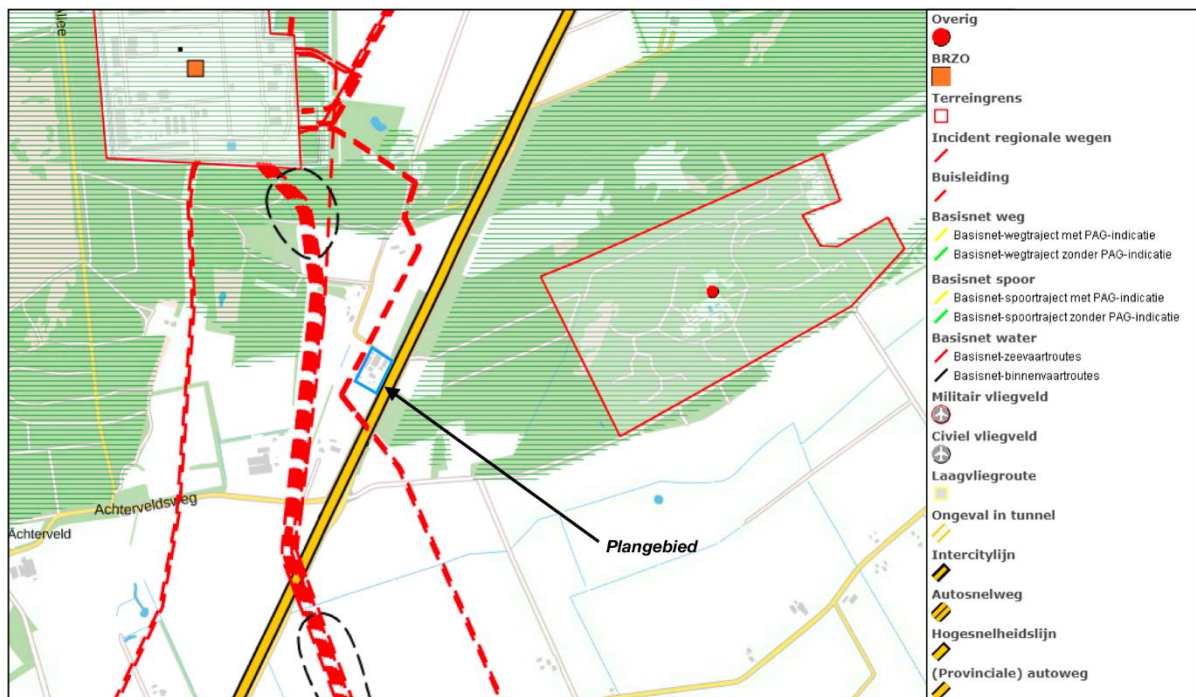 Allee
Achterveldsweg
Achterveld
Plangebied
Overig
BRZO
Terreingrens
Incident regionale wegen
Buisleiding
Basisnet weg
Basisnet-wegtraject met PAG-indicatie
Basisnet-wegtraject zonder PAG-indicatie
Basisnet spoor
Basisnet-spoortraject met PAG-indicatie
Basisnet-spoortraject zonder PAG-indicatie
Basisnet water
Basisnet-zeevaartroutes
Basisnet-binnenvaartroutes
Militair vliegveld
Civiel vliegveld
Laagvliegroute
Ongeval in tunnel
Intercitylijn
Autosnelweg
Hogesnelheidslijn
(Provinciale) autoweg